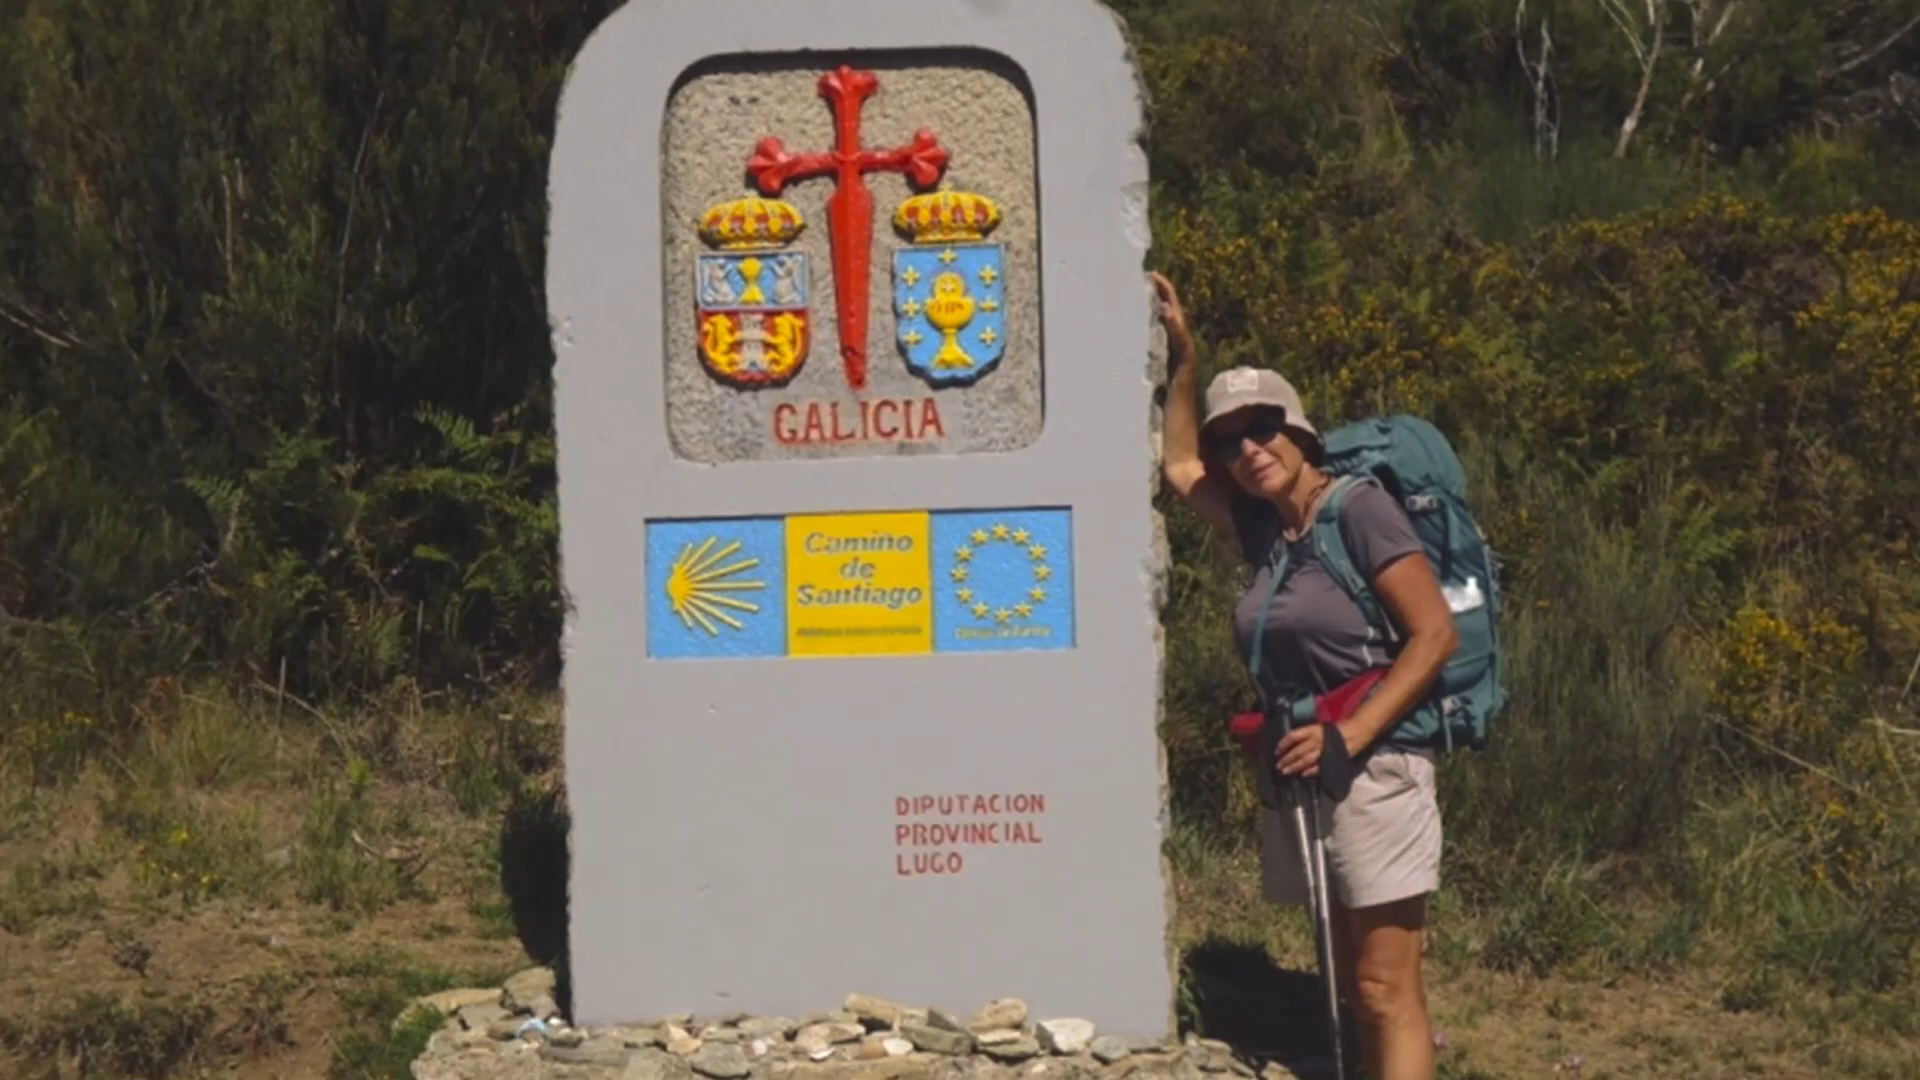 GALICIA
Camino
de
Santiago
DIPUTACION
PROVINCIAL
LUGO